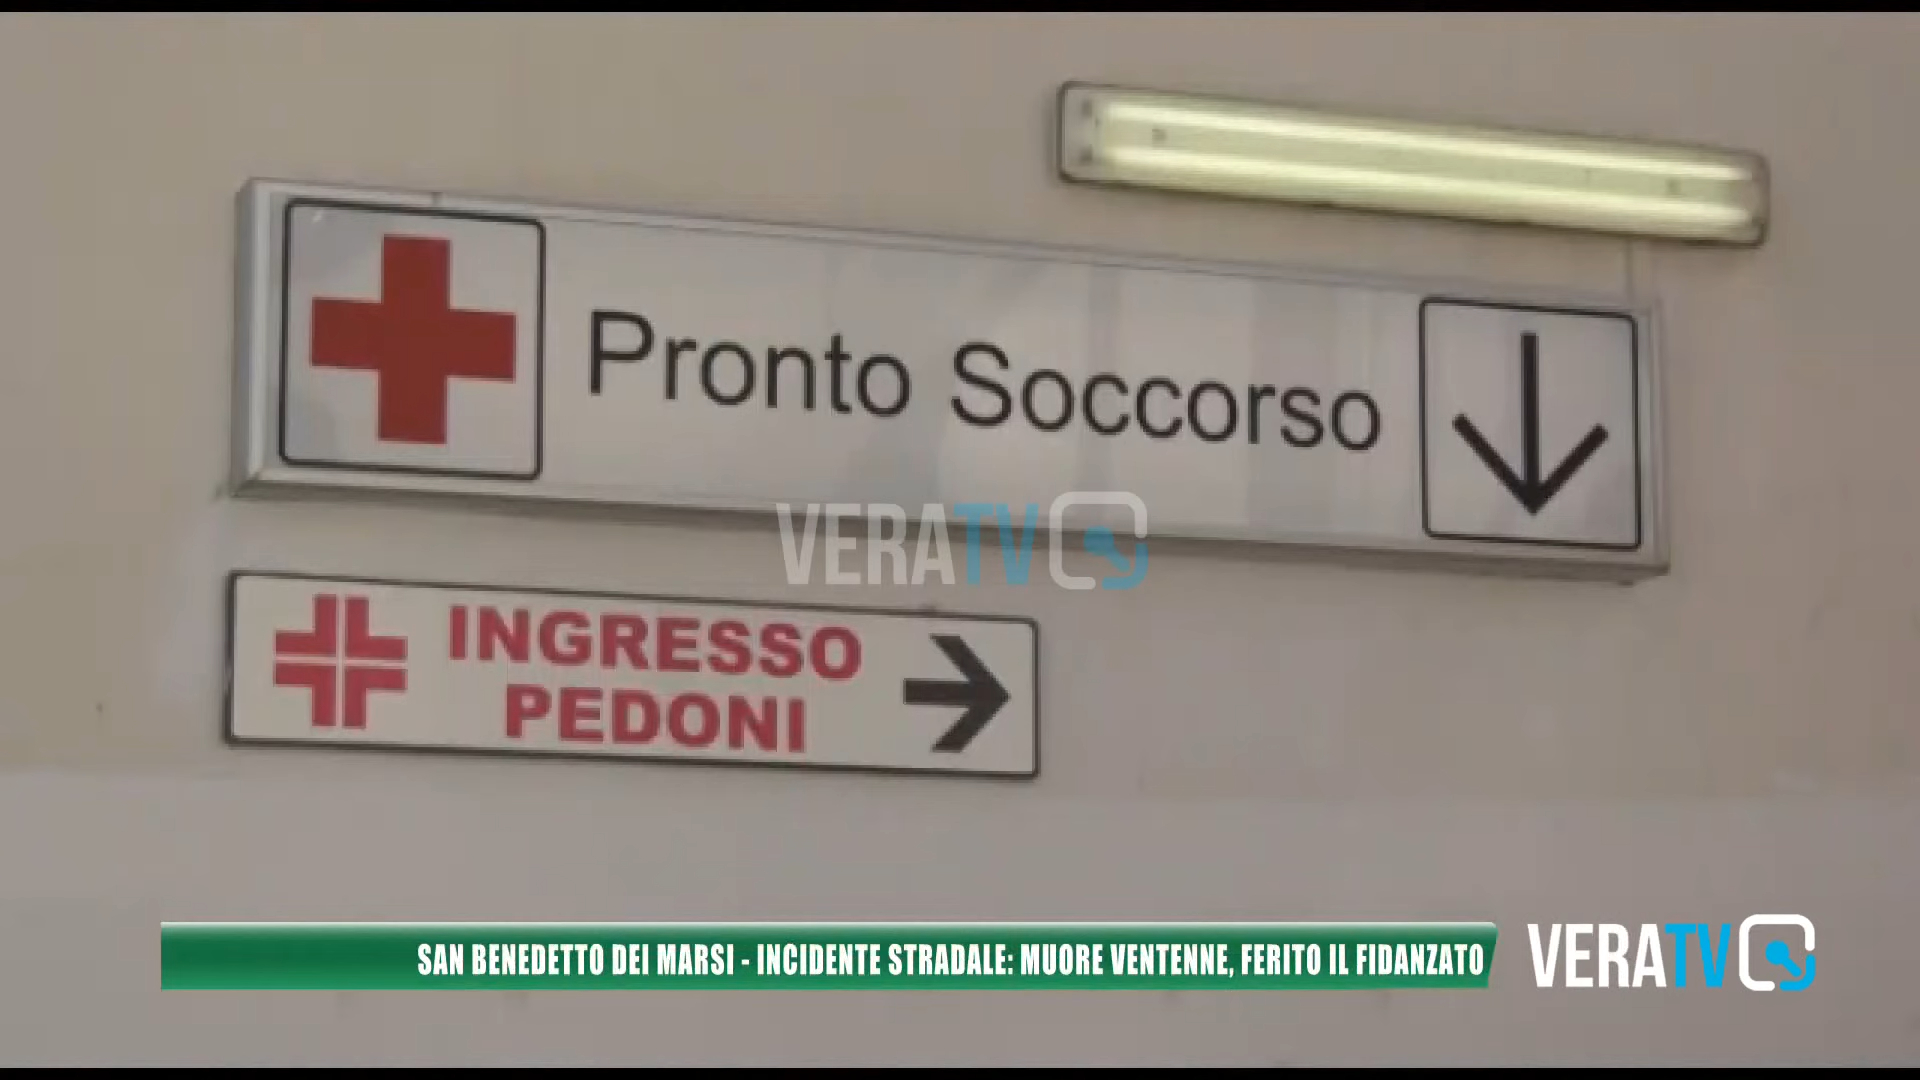 Pronto Soccorso
VERATV
INGRESSO
PEDONI
SAN BENEDETTO DEI MARSI - INCIDENTE STRADALE: MUORE VENTENNE, FERITO IL FIDANZATO
VERATV